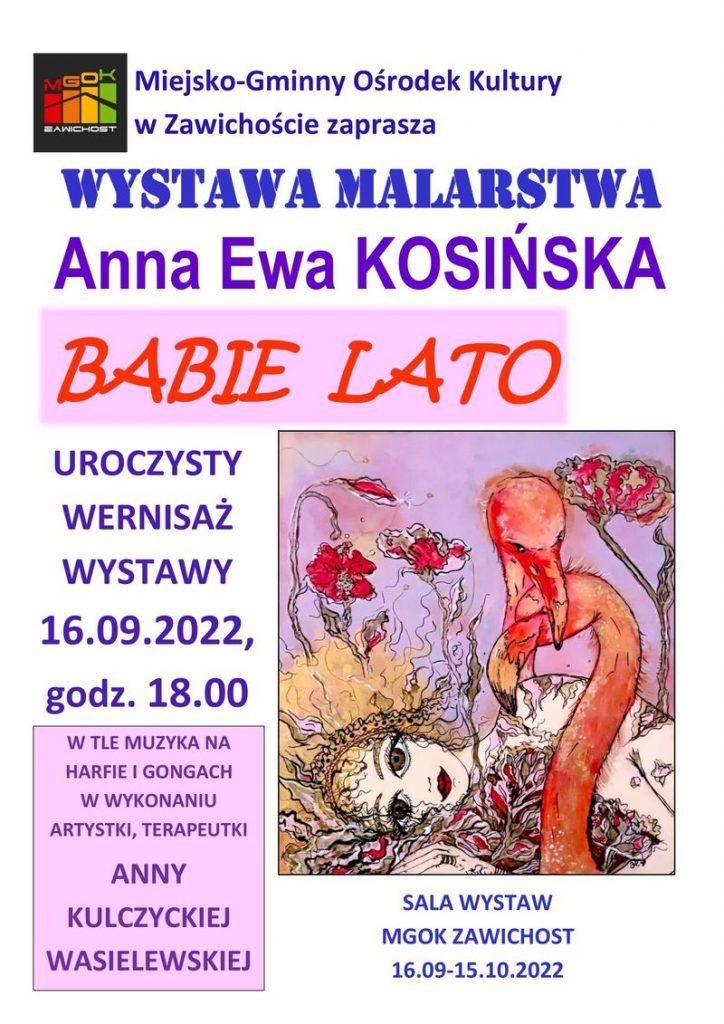 MGOK
ZAWICHOST
Miejsko-Gminny Ośrodek Kultury
w Zawichoście zaprasza
WYSTAWA MALARSTWA
Anna Ewa KOSIŃSKA
BABIE LATO
UROCZYSTY
WERNISAŻ
WYSTAWY
16.09.2022,
godz. 18.00
W TLE MUZYKA NA
HARFIE I GONGACH
W WYKONANIU
ARTYSTKI, TERAPEUTKI
ANNY
KULCZYCKIEJ
WASIELEWSKIEJ
SALA WYSTAW
MGOK ZAWICHOST
16.09-15.10.2022